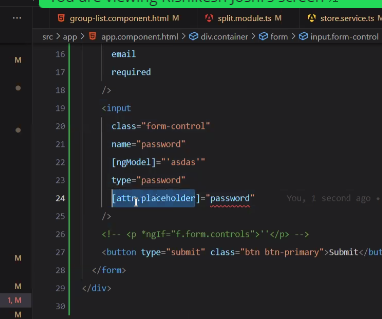 You are viewing Rishikesh Joshi's screen
group-list.component.html M split.module.ts M store.service.ts
src > app > app.component.html > div.container > form > input.form-control
16 email
17 required
18 />
19 <input
20 class="form-control"
21 name="password"
22 [ngModel]="'asdas'"
23 type="password"
24 [attr.placeholder]="password" You, 1 second ago •
25 />
26 <!-- <p *ngIf="f.form.controls">''</p> -->
27 <button type="submit" class="btn btn-primary">Submit</but
28 </form>
29 </div>
30
M
M
M
1, M
M